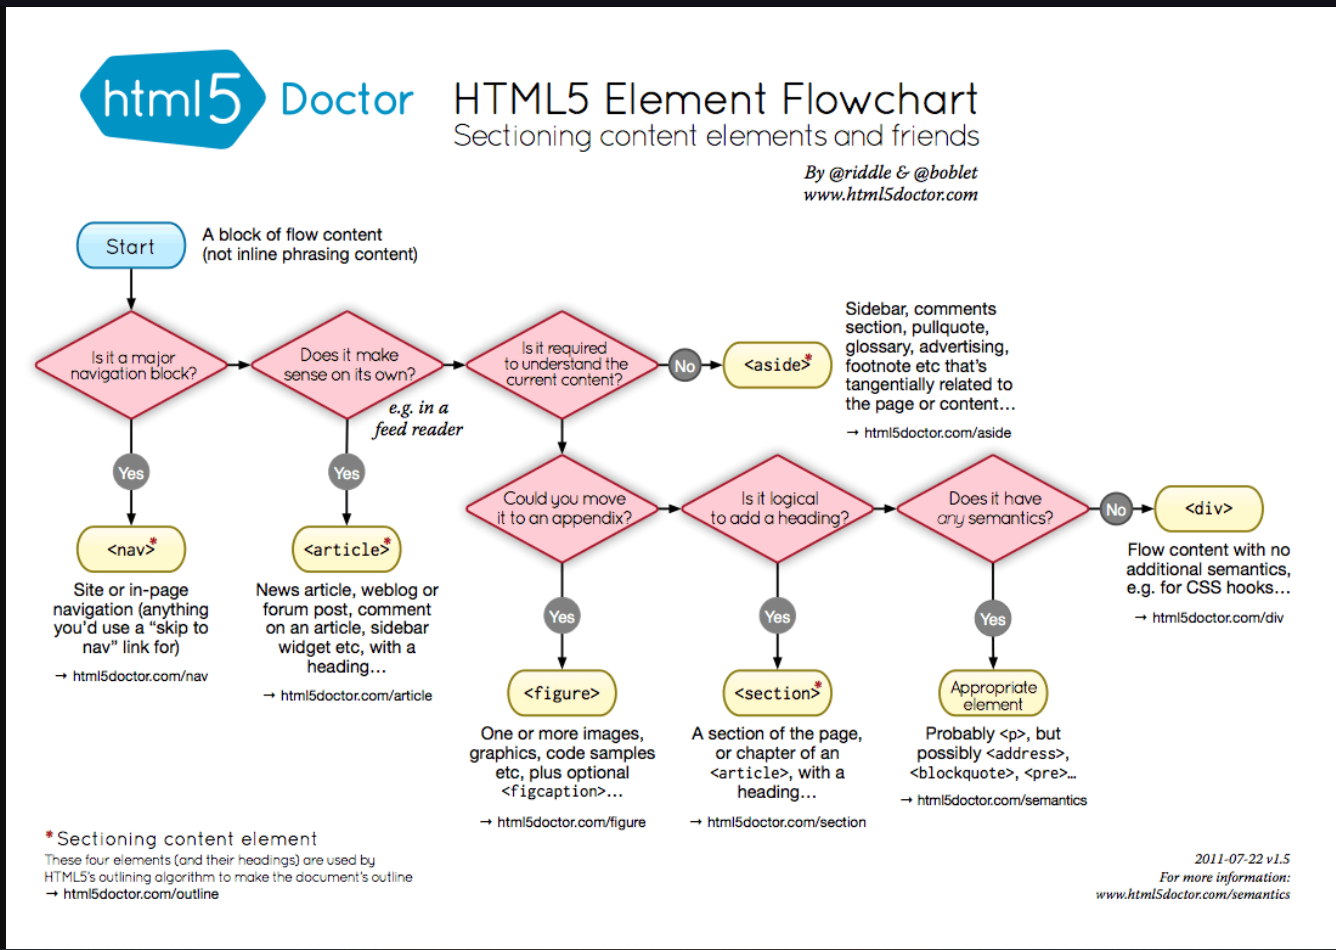 html5 Doctor
HTML5 Element Flowchart
Sectioning content elements and friends
By @riddle & @boblet
www.html5doctor.com
Start
A block of flow content
(not inline phrasing content)
Is it a major
navigation block?
Does it make
sense on its own?
e.g. in a
feed reader
Is it required
to understand the
current content?
No
<aside>*
Sidebar, comments
section, pullquote,
glossary, advertising,
footnote etc that's
tangentially related to
the page or content…
→ html5doctor.com/aside
Yes
<nav>*
Site or in-page
navigation (anything
you'd use a “skip to
nav” link for)
→ html5doctor.com/nav
Yes
<article>*
News article, weblog or
forum post, comment
on an article, sidebar
widget etc, with a
heading…
→ html5doctor.com/article
Could you move
it to an appendix?
Is it logical
to add a heading?
Does it have
any semantics?
No
<div>
Flow content with no
additional semantics,
e.g. for CSS hooks…
→ html5doctor.com/div
Yes
<figure>
One or more images,
graphics, code samples
etc, plus optional
<figcaption>…
→ html5doctor.com/figure
Yes
<section>*
A section of the page,
or chapter of an
<article>, with a
heading…
→ html5doctor.com/section
Yes
Appropriate
element
Probably <p>, but
possibly <address>,
<blockquote>, <pre>…
→ html5doctor.com/semantics
* Sectioning content element
These four elements (and their headings) are used by
HTML5's outlining algorithm to make the document's outline
→ html5doctor.com/outline
2011-07-22 v1.5
For more information:
www.html5doctor.com/semantics